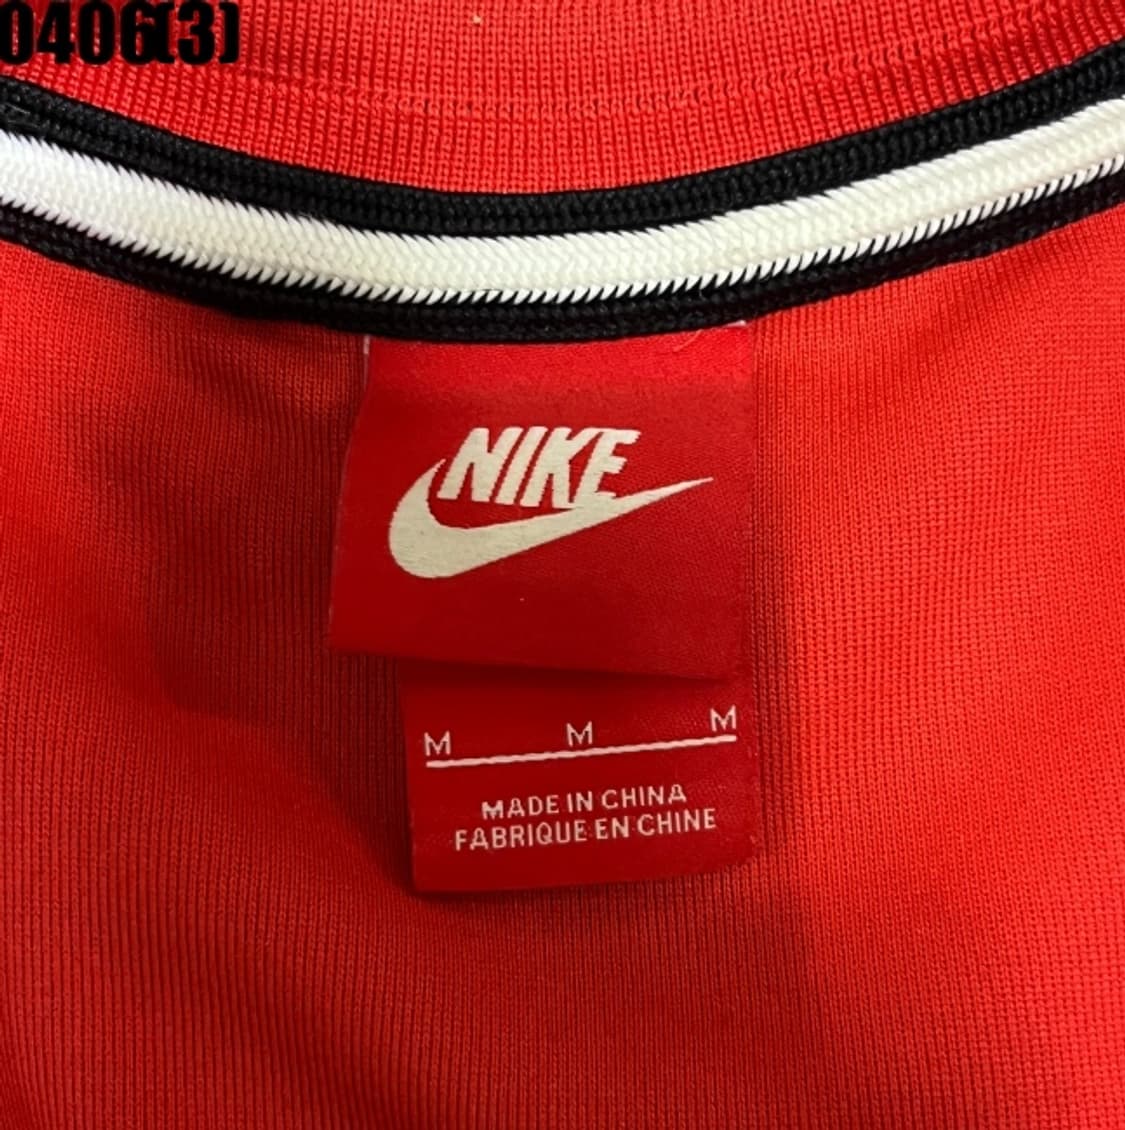 0406(3)
NIKE
M M M
MADE IN CHINA
FABRIQUE EN CHINE